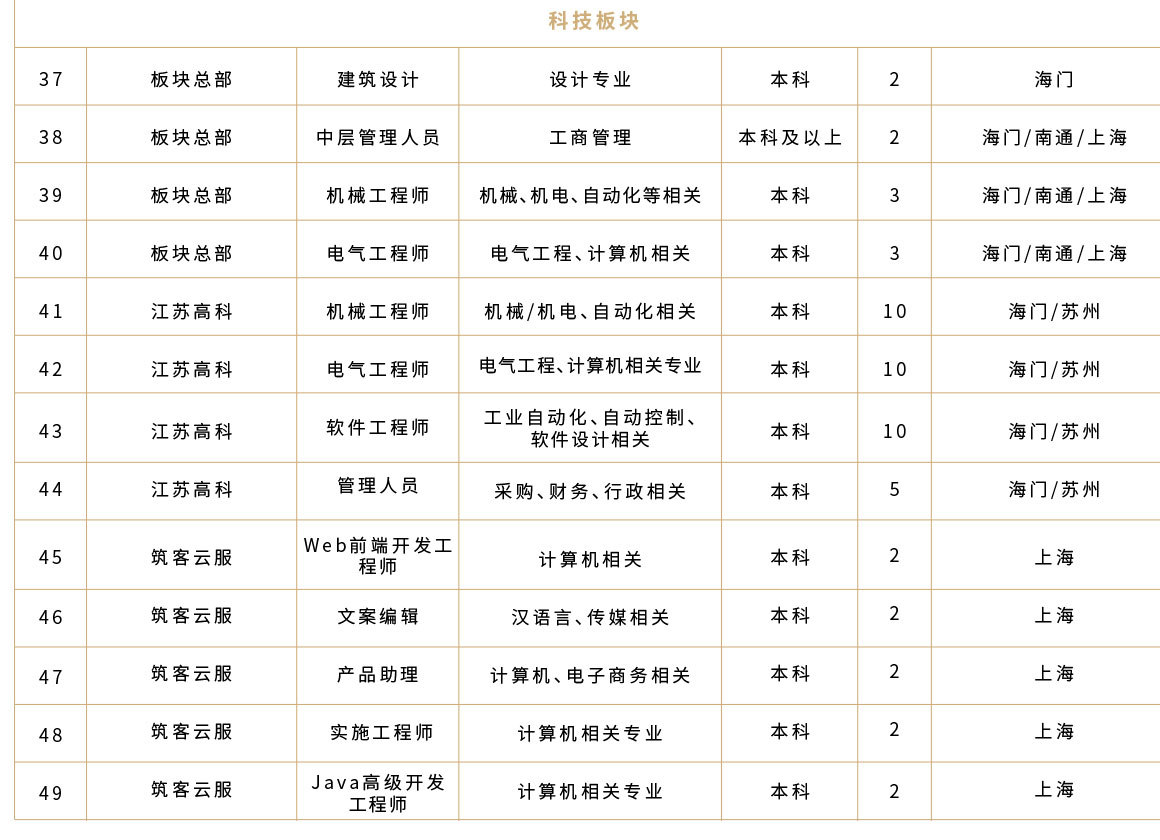 科技板块
37 板块总部 建筑设计 设计专业 本科 2 海门
38 板块总部 中层管理人员 工商管理 本科及以上 2 海门/南通/上海
39 板块总部 机械工程师 机械、机电、自动化等相关 本科 3 海门/南通/上海
40 板块总部 电气工程师 电气工程、计算机相关 本科 3 海门/南通/上海
41 江苏高科 机械工程师 机械/机电、自动化相关 本科 10 海门/苏州
42 江苏高科 电气工程师 电气工程、计算机相关专业 本科 10 海门/苏州
43 江苏高科 软件工程师 工业自动化、自动控制、
软件设计相关 本科 10 海门/苏州
44 江苏高科 管理人员 采购、财务、行政相关 本科 5 海门/苏州
45 筑客云服 Web前端开发工
程师 计算机相关 本科 2 上海
46 筑客云服 文案编辑 汉语言、传媒相关 本科 2 上海
47 筑客云服 产品助理 计算机、电子商务相关 本科 2 上海
48 筑客云服 实施工程师 计算机相关专业 本科 2 上海
49 筑客云服 Java高级开发
工程师 计算机相关专业 本科 2 上海